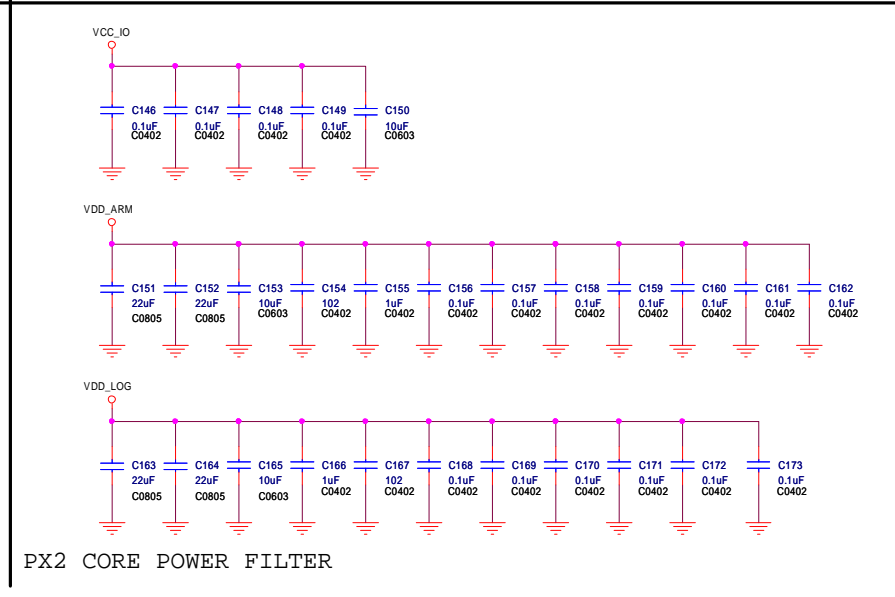 VCC_IO
C146 C147 C148 C149 C150
0.1uF 0.1uF 0.1uF 0.1uF 10uF
C0402 C0402 C0402 C0402 C0603
VDD_ARM
C151 C152 C153 C154 C155 C156 C157 C158 C159 C160 C161 C162
22uF 22uF 10uF 102 1uF 0.1uF 0.1uF 0.1uF 0.1uF 0.1uF 0.1uF 0.1uF
C0805 C0805 C0603 C0402 C0402 C0402 C0402 C0402 C0402 C0402 C0402 C0402
VDD_LOG
C163 C164 C165 C166 C167 C168 C169 C170 C171 C172 C173
22uF 22uF 10uF 1uF 102 0.1uF 0.1uF 0.1uF 0.1uF 0.1uF 0.1uF
C0805 C0805 C0603 C0402 C0402 C0402 C0402 C0402 C0402 C0402 C0402
PX2 CORE POWER FILTER